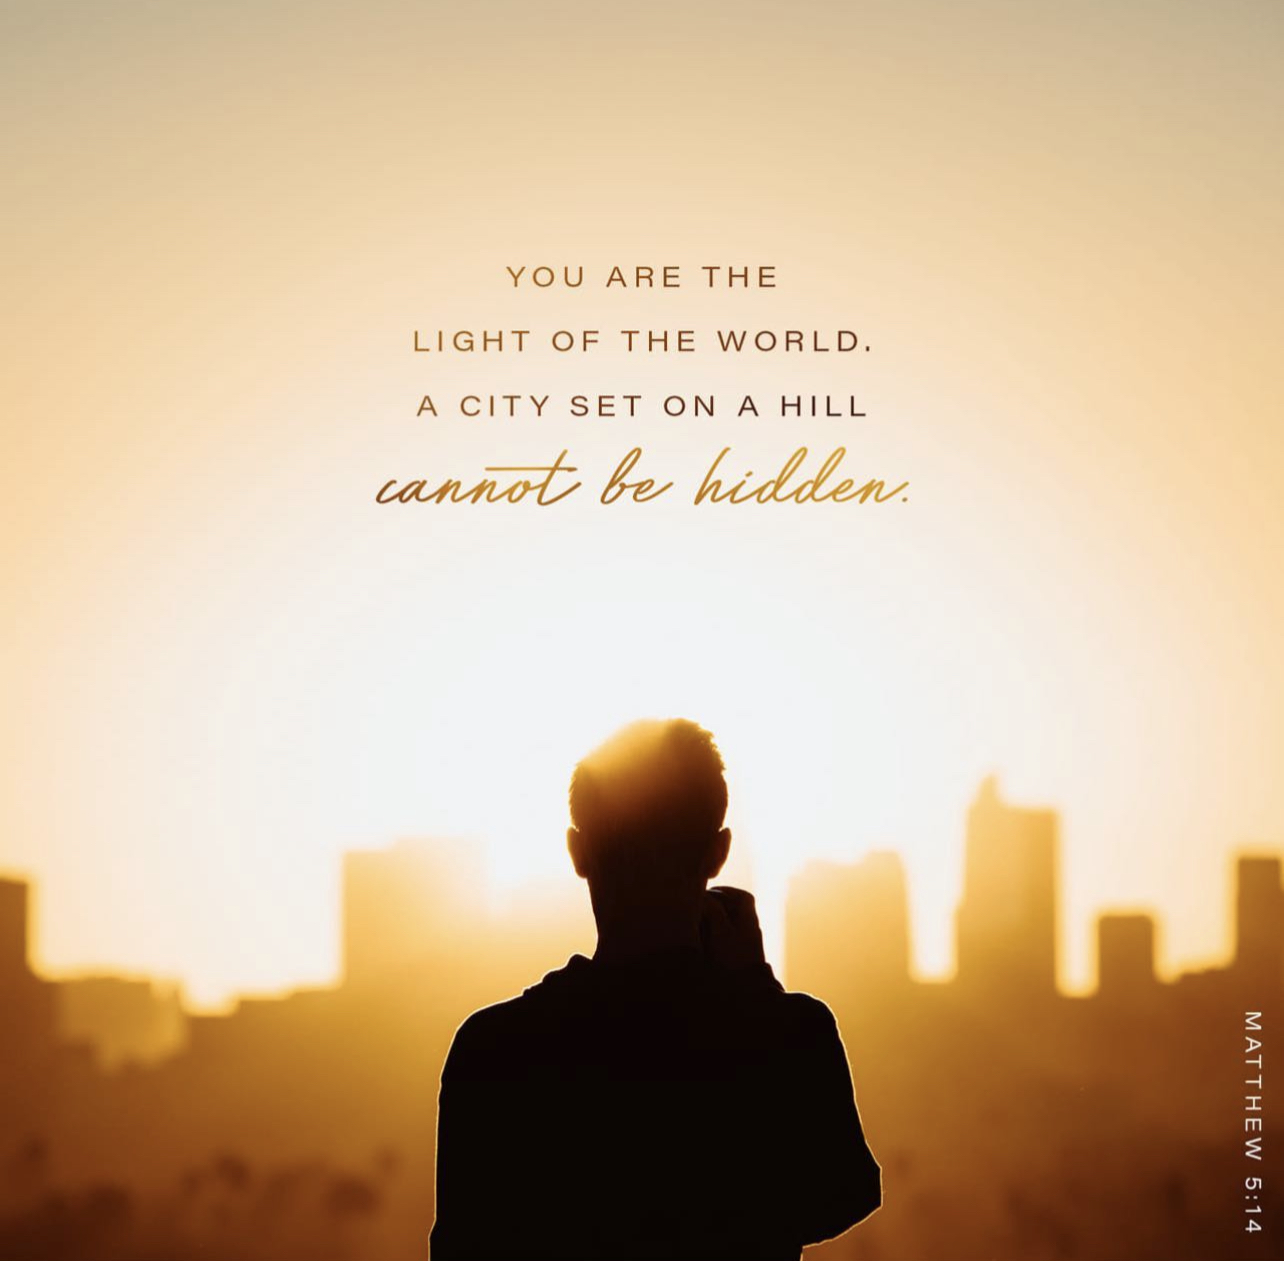 YOU ARE THE
LIGHT OF THE WORLD.
A CITY SET ON A HILL
cannot be hidden.
MATTHEW 5:14